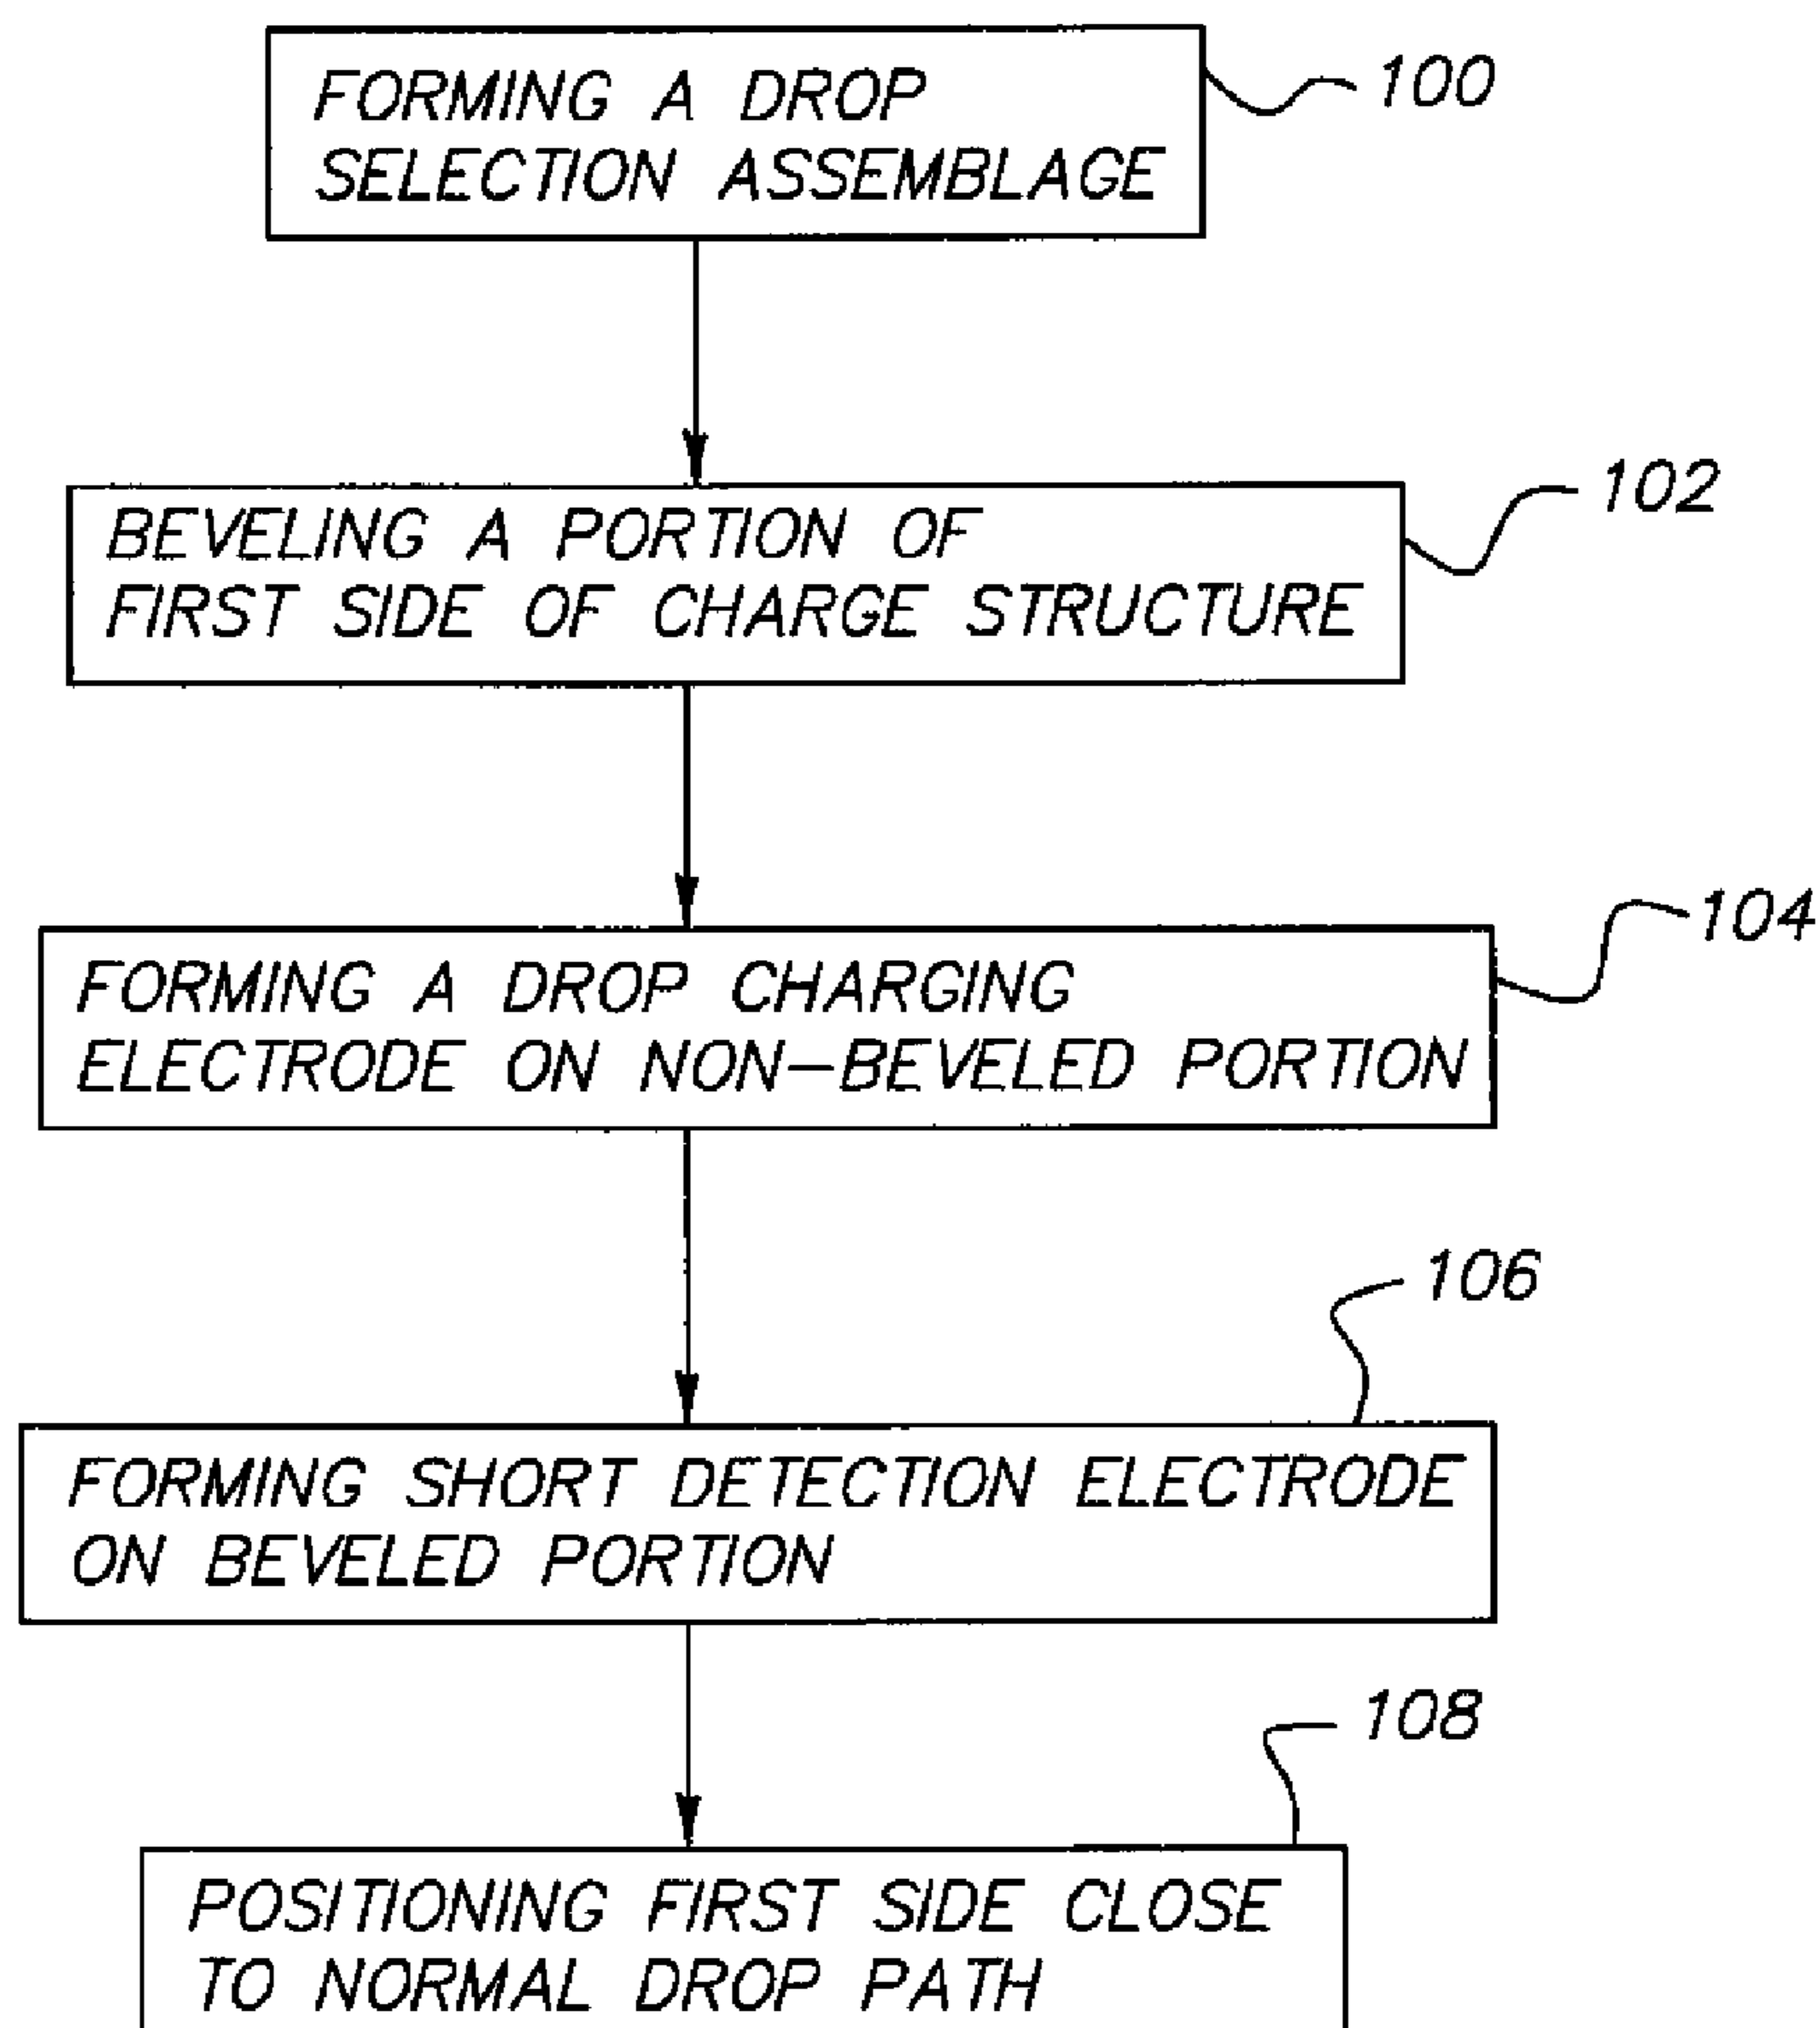 FORMING A DROP
SELECTION ASSEMBLAGE
100
BEVELING A PORTION OF
FIRST SIDE OF CHARGE STRUCTURE
102
FORMING A DROP CHARGING
ELECTRODE ON NON-BEVELED PORTION
104
FORMING SHORT DETECTION ELECTRODE
ON BEVELED PORTION
106
POSITIONING FIRST SIDE CLOSE
TO NORMAL DROP PATH
108